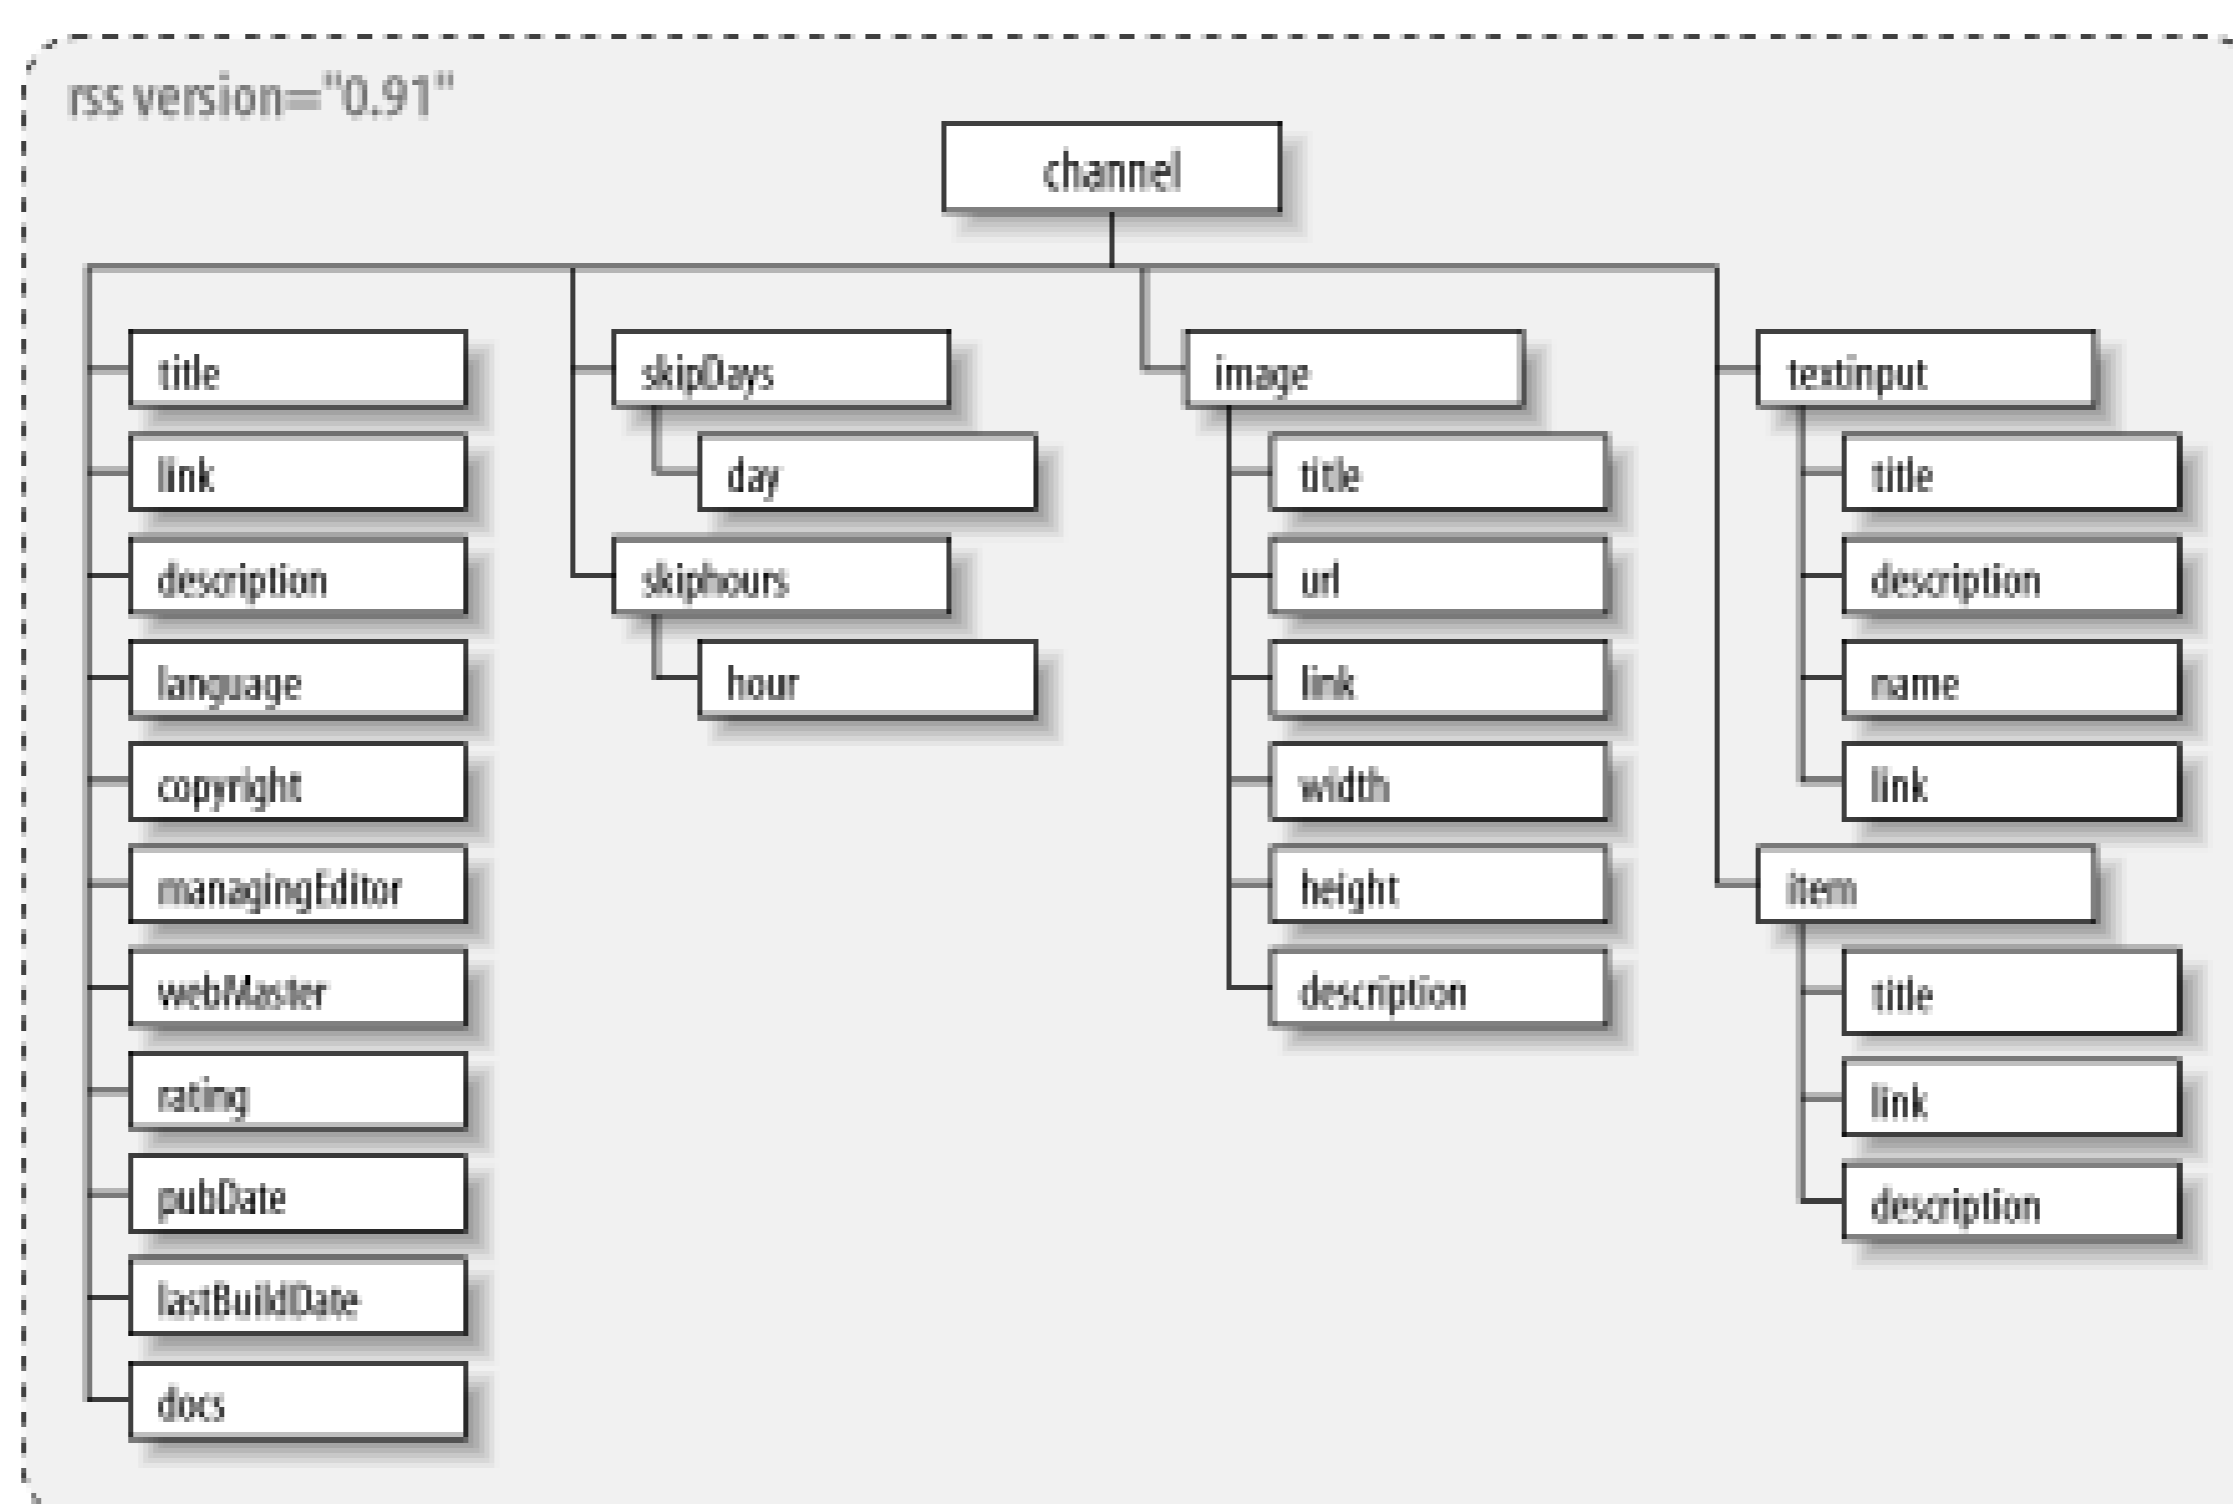 rss version="0.91"
channel
title
link
description
language
copyright
managingEditor
webMaster
rating
pubDate
lastBuildDate
docs
skipDays
day
skiphours
hour
image
title
url
link
width
height
description
textinput
title
description
name
link
item
title
link
description